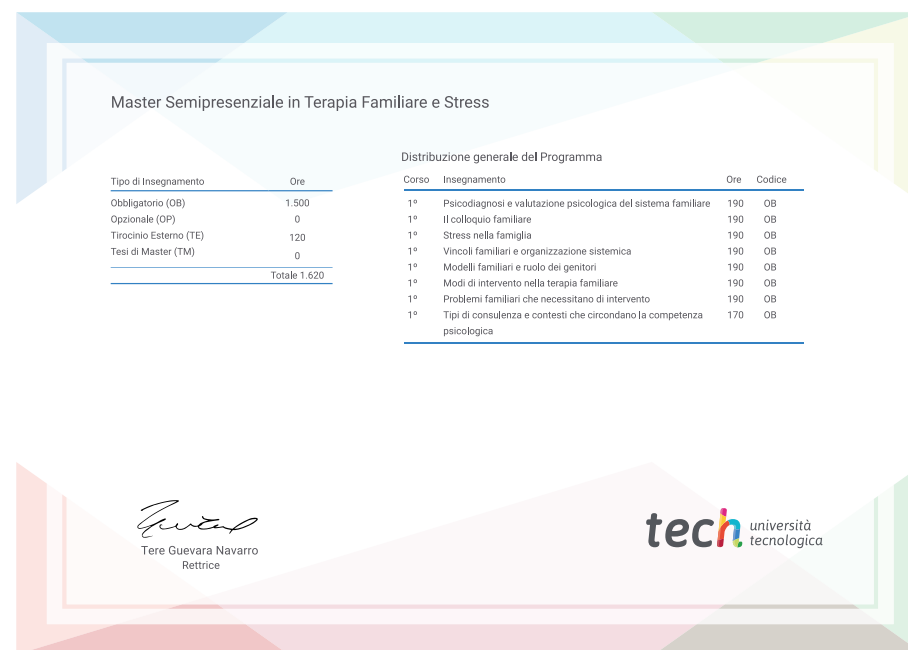 Master Semipresenziale in Terapia Familiare e Stress
Tipo di Insegnamento Ore
Obbligatorio (OB) 1.500
Opzionale (OP) 0
Tirocinio Esterno (TE) 120
Tesi di Master (TM) 0
Totale 1.620
Distribuzione generale del Programma
Corso Insegnamento Ore Codice
1º Psicodiagnosi e valutazione psicologica del sistema familiare 190 OB
1º Il colloquio familiare 190 OB
1º Stress nella famiglia 190 OB
1º Vincoli familiari e organizzazione sistemica 190 OB
1º Modelli familiari e ruolo dei genitori 190 OB
1º Modi di intervento nella terapia familiare 190 OB
1º Problemi familiari che necessitano di intervento 190 OB
1º Tipi di consulenza e contesti che circondano la competenza 170 OB
psicologica
Tere Guevara Navarro
Rettrice
tech università
tecnologica